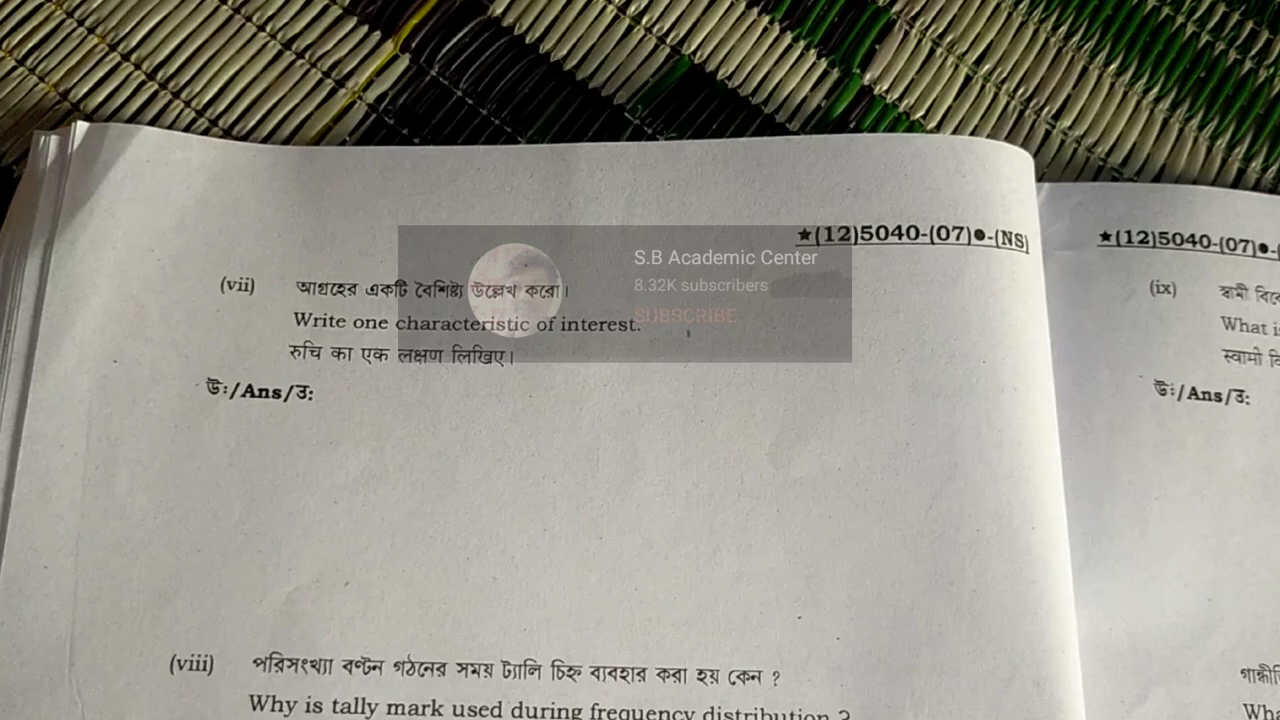 ★(12)5040-(07)●-(NS)
(vii) আগ্রহের একটি বৈশিষ্ট্য উল্লেখ করো।
Write one characteristic of interest.
रुचि का एक लक्षण लिखिए।
উঃ/Ans/उ:
(viii) পরিসংখ্যা বণ্টন গঠনের সময় ট্যালি চিহ্ন ব্যবহার করা হয় কেন ?
Why is tally mark used during frequency distribution ?
S.B Academic Center
8.32K subscribers
SUBSCRIBE
★(12)5040-(07)●-
(ix) স্বামী
What
स्वामी
উঃ/Ans/उ: